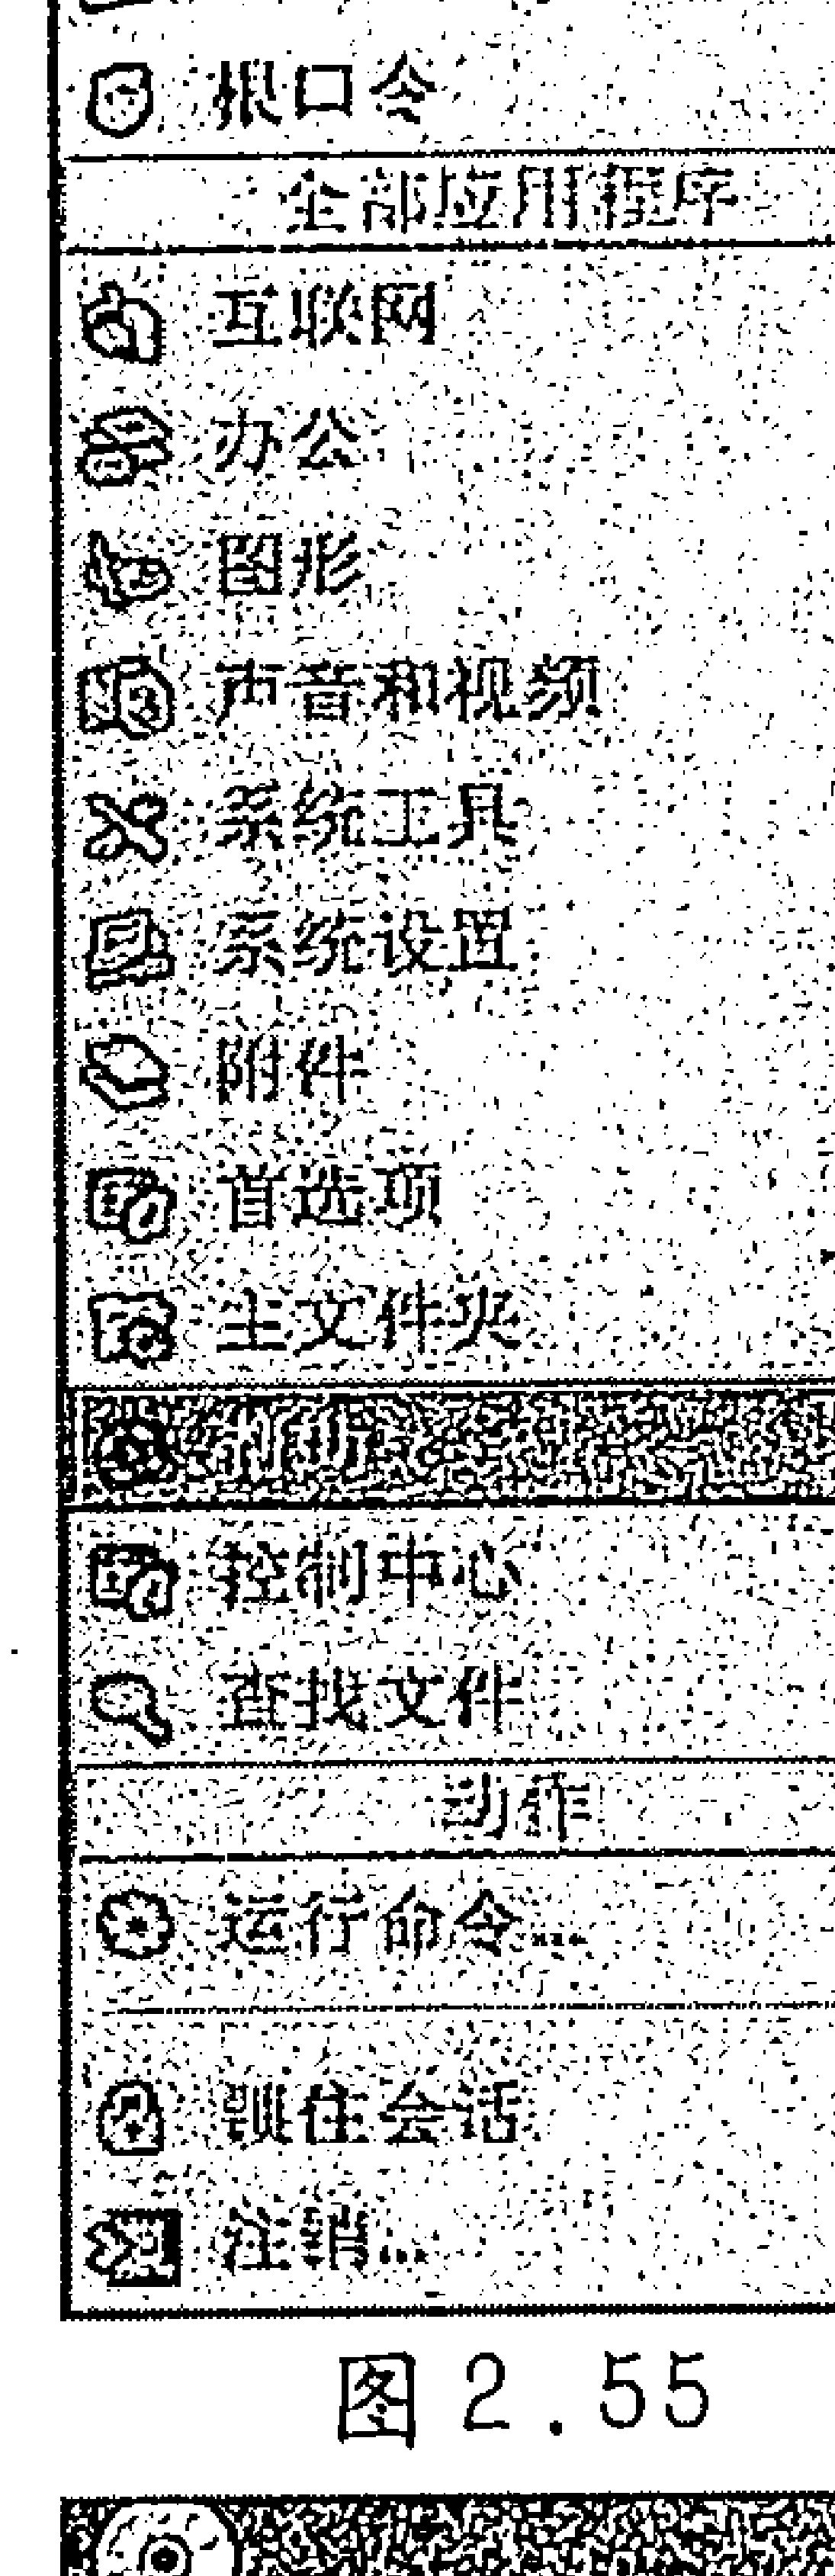 根口令
全部应用程序
互联网
办公
图形
声音和视频
系统工具
系统设置
附件
首选项
主文件夹
帮助
控制中心
查找文件
动作
运行命令...
锁住会话
注销...
图 2.55